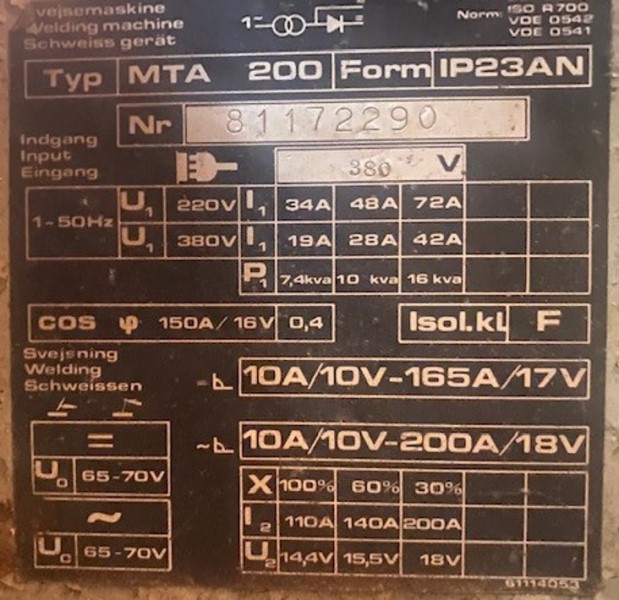 vejsemaskine
Welding machine
Schweiss gerät
1~
Norm: ISO R700
VDE 0542
VDE 0541
Typ MTA 200 Form IP23AN
Nr 81172290
Indgang
Input
Eingang
380 V
1~50Hz
U1 220V I1 34A 48A 72A
U1 380V I1 19A 28A 42A
P1 7,4kva 10 kva 16 kva
cos φ 150A/16V 0,4 Isol.kl F
Svejsning
Welding
Schweissen
10A/10V-165A/17V
= ~ 10A/10V-200A/18V
U0 65-70V X 100% 60% 30%
~ I2 110A 140A 200A
U0 65-70V U2 14,4V 15,5V 18V
61114053